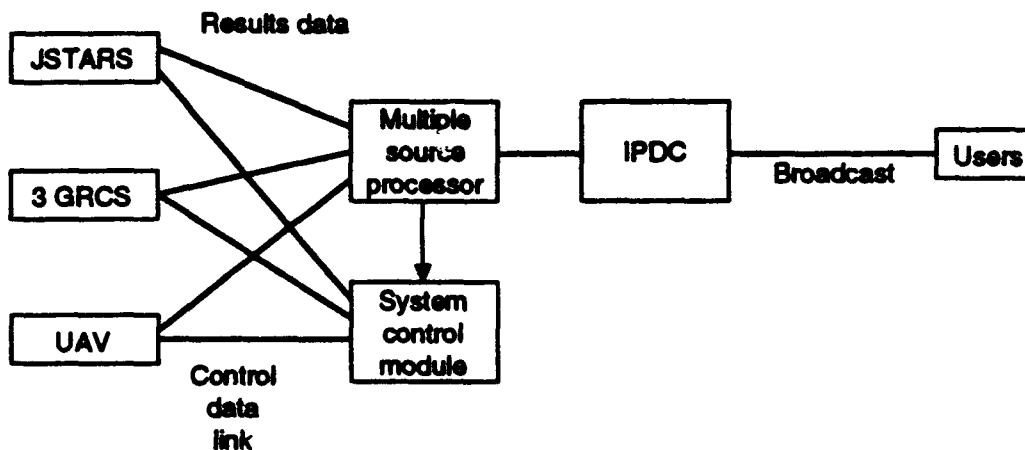 Results data
JSTARS
3 GRCS
UAV
Multiple
source
processor
System
control
module
Control
data
link
IPDC
Broadcast
Users